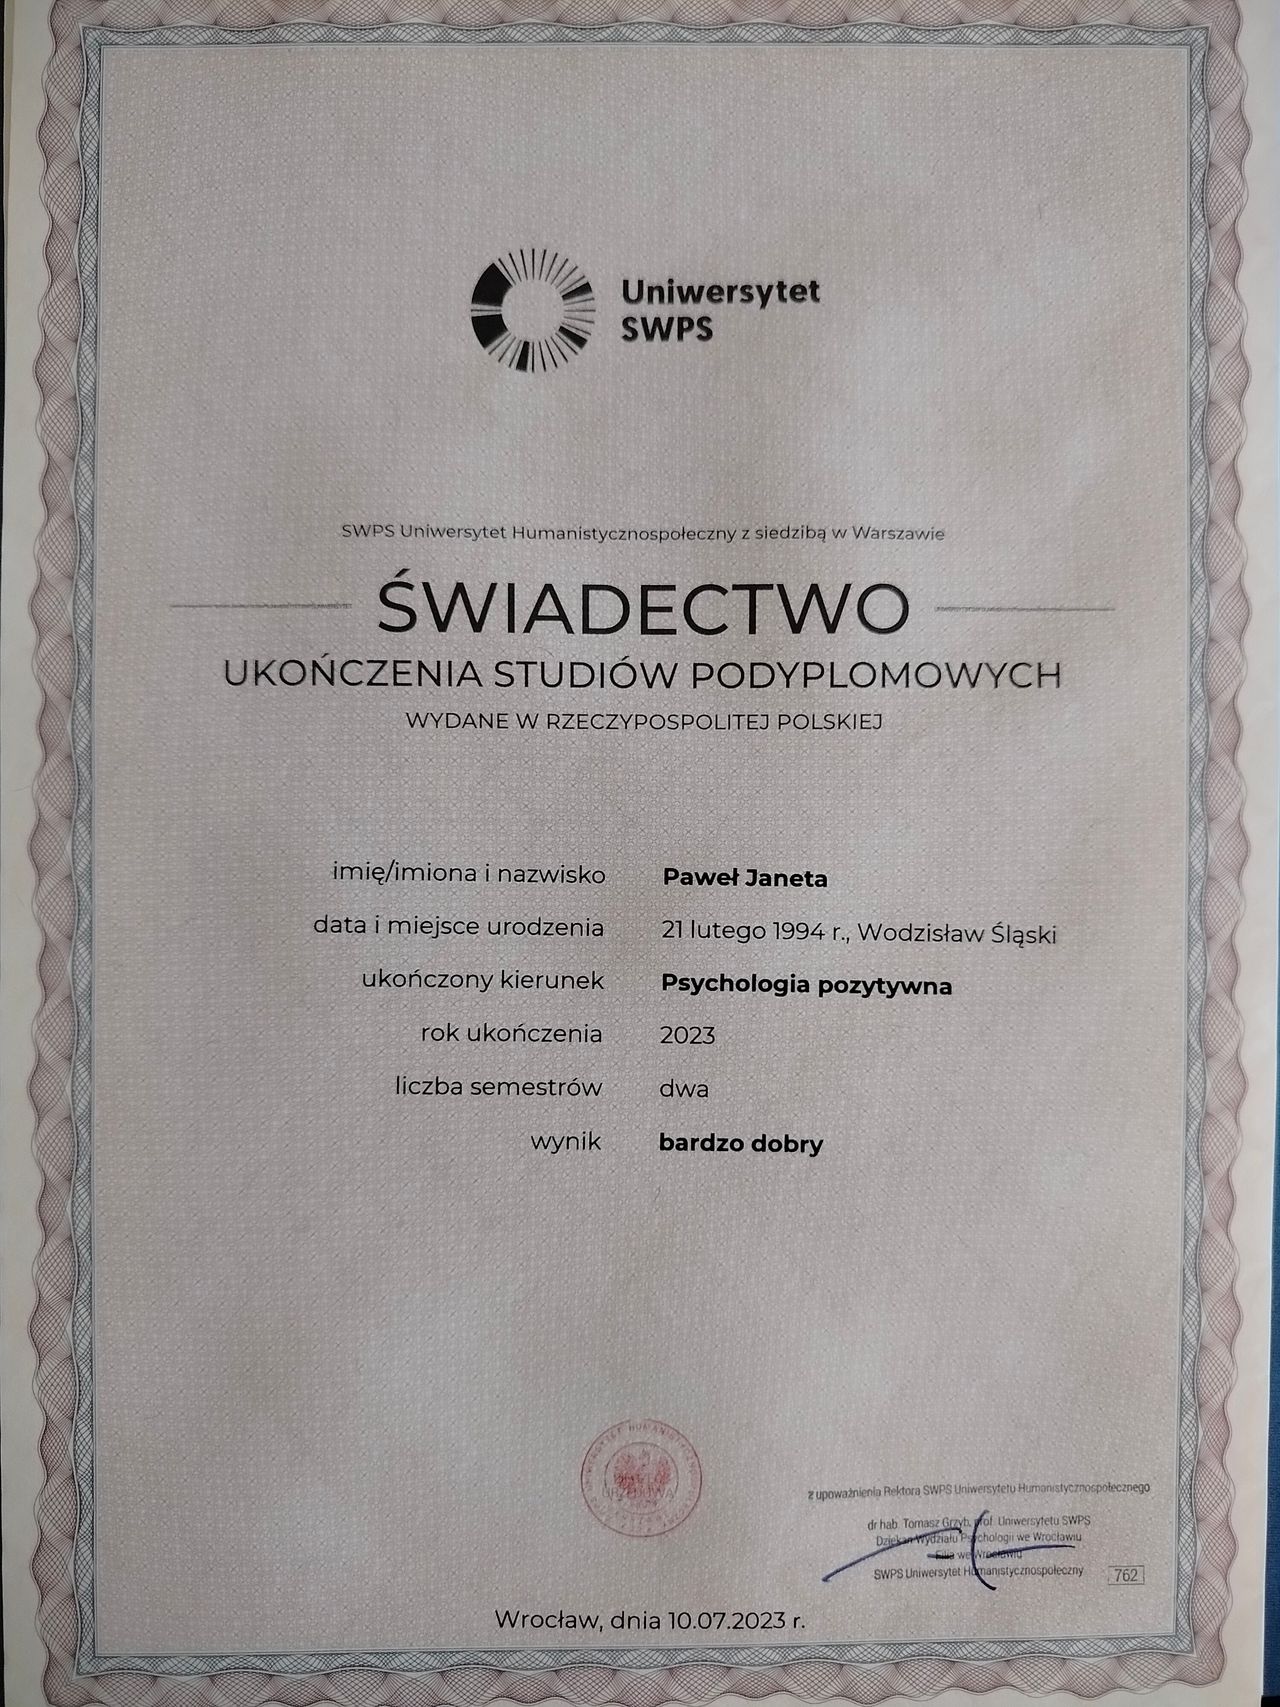 Uniwersytet
SWPS
SWPS Uniwersytet Humanistycznospołeczny z siedzibą w Warszawie
ŚWIADECTWO
UKOŃCZENIA STUDIÓW PODYPLOMOWYCH
WYDANE W RZECZYPOSPOLITEJ POLSKIEJ
imię/imiona i nazwisko Paweł Janeta
data i miejsce urodzenia 21 lutego 1994 r., Wodzisław Śląski
ukończony kierunek Psychologia pozytywna
rok ukończenia 2023
liczba semestrów dwa
wynik bardzo dobry
z upoważnienia Rektora SWPS Uniwersytetu Humanistycznospołecznego
dr hab. Tomasz Grzyb, prof. Uniwersytetu SWPS
Dziekan Wydziału Psychologii we Wrocławiu
Filia we Wrocławiu
SWPS Uniwersytet Humanistycznospołeczny
762
Wrocław, dnia 10.07.2023 r.